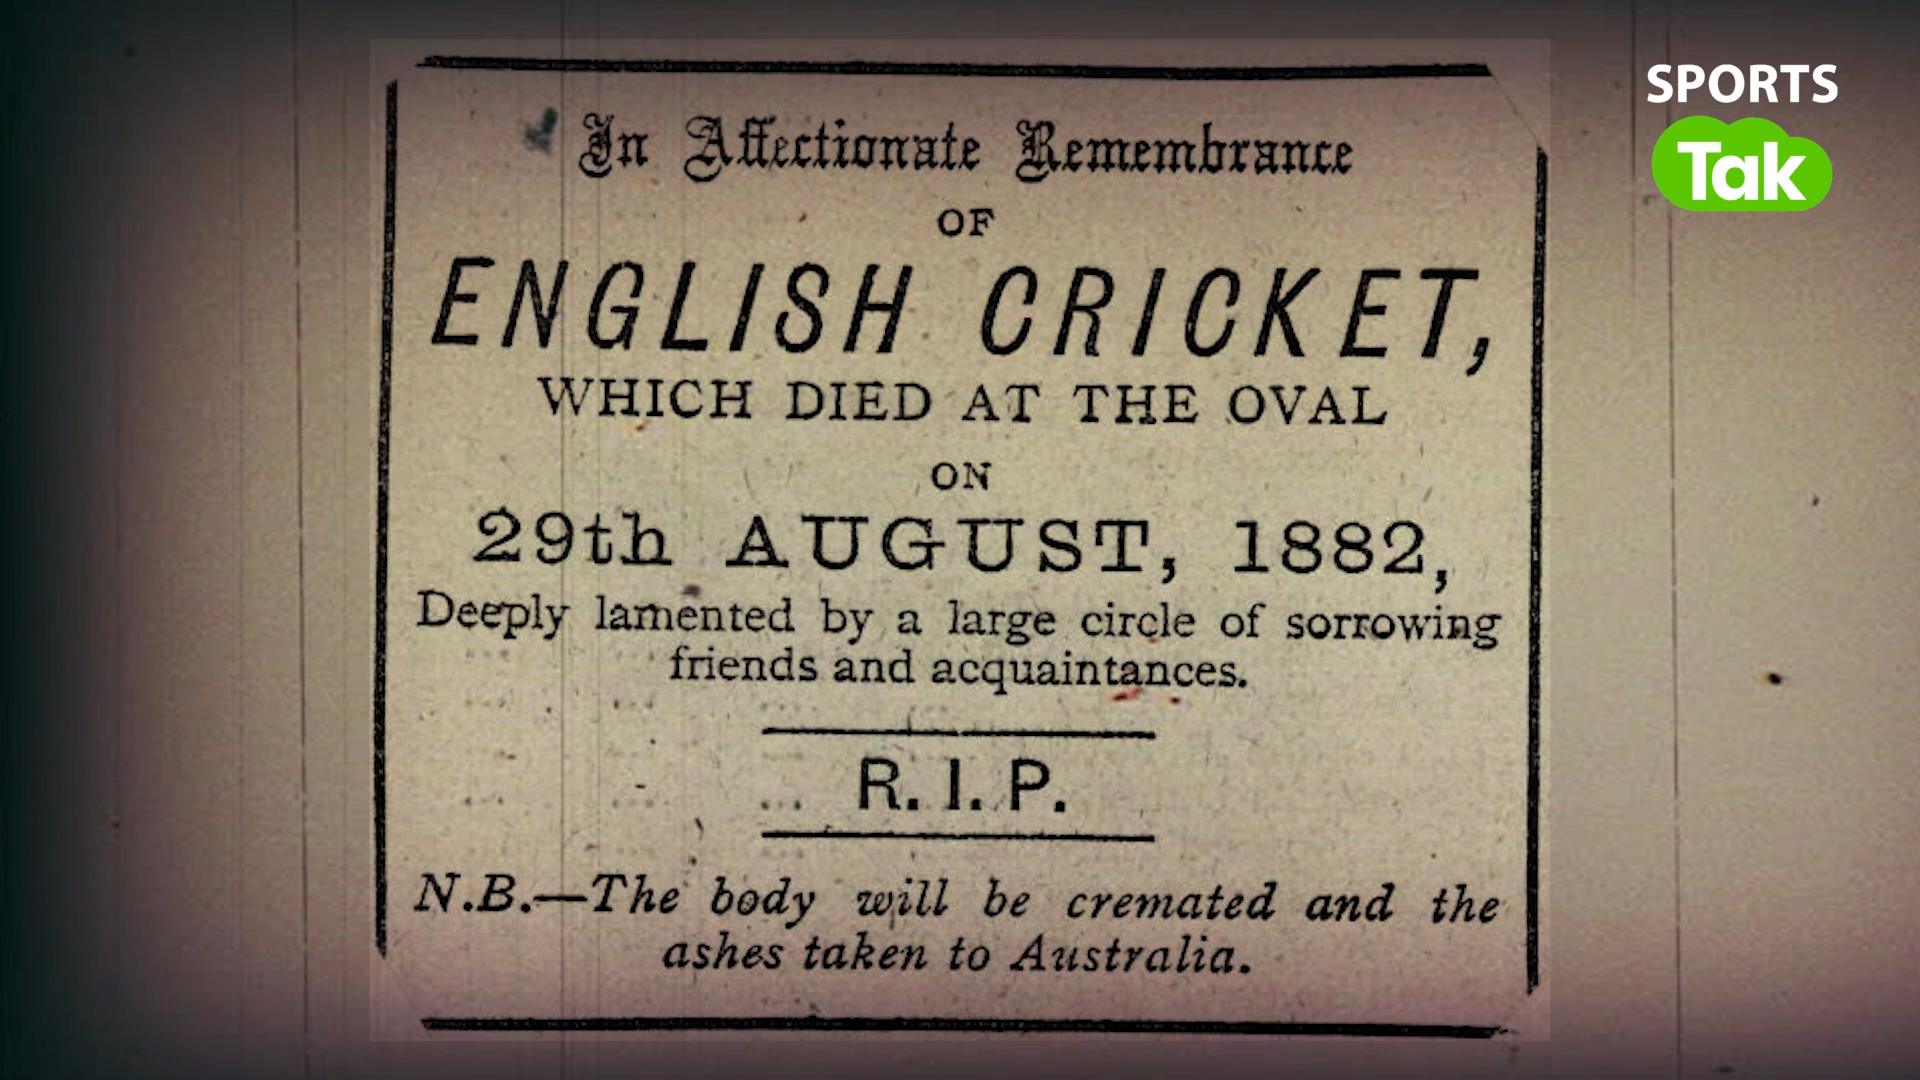 SPORTS
Tak
In Affectionate Remembrance
OF
ENGLISH CRICKET,
WHICH DIED AT THE OVAL
ON
29th AUGUST, 1882,
Deeply lamented by a large circle of sorrowing
friends and acquaintances.
R. I. P.
N.B.—The body will be cremated and the
ashes taken to Australia.